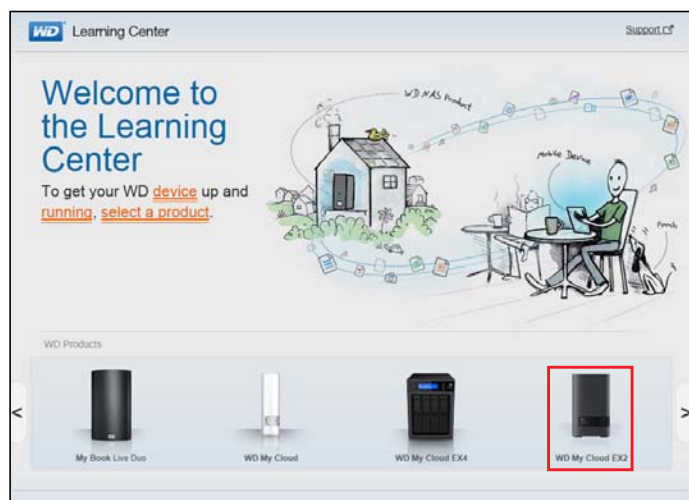 WD Learning Center
Support
Welcome to
the Learning
Center
To get your WD device up and
running, select a product.
WD NAS Product
Mobile Device
Pooch
WD Products
<
>
My Book Live Duo
WD My Cloud
WD My Cloud EX4
WD My Cloud EX2